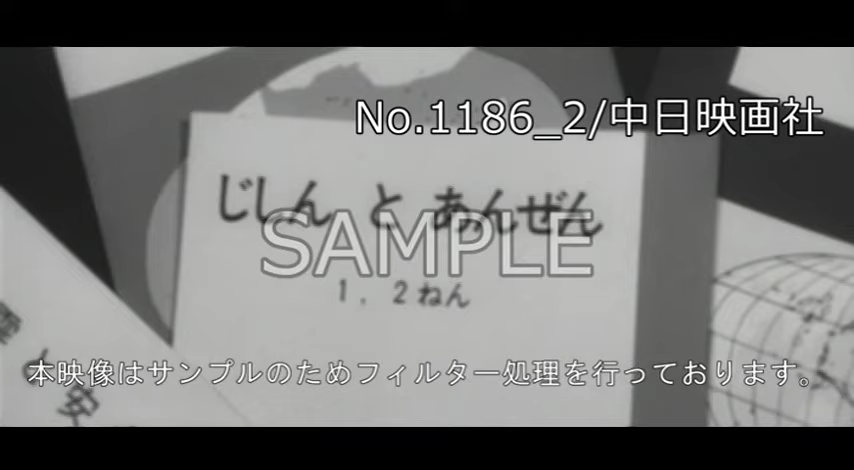 No.1186_2/中日映画社
じしん と あんぜん
SAMPLE
1.2ねん
本映像はサンプルのためフィルター処理を行っております。
と安